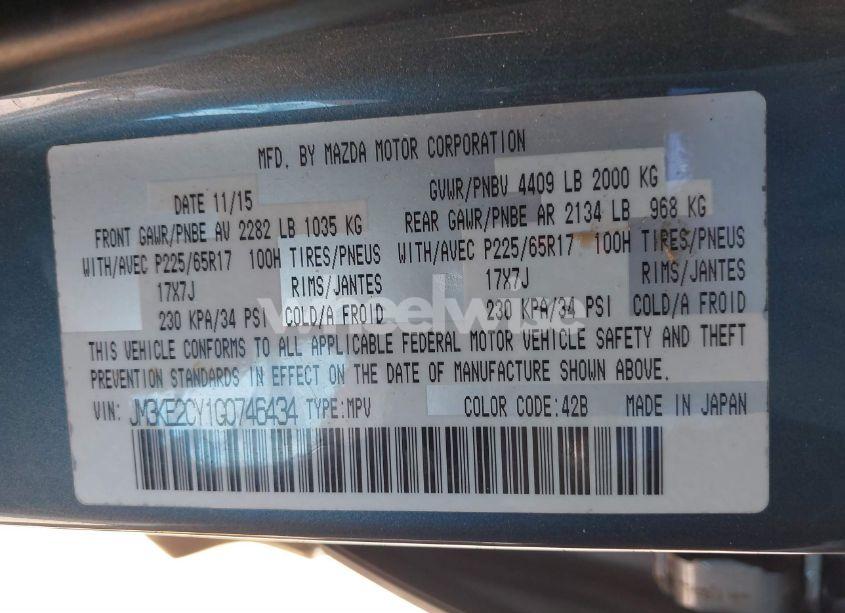 MFD. BY MAZDA MOTOR CORPORATION
DATE 11/15 GVWR/PNBV 4409 LB 2000 KG
FRONT GAWR/PNBE AV 2282 LB 1035 KG REAR GAWR/PNBE AR 2134 LB 968 KG
WITH/AVEC P225/65R17 100H TIRES/PNEUS WITH/AVEC P225/65R17 100H TIRES/PNEUS
17X7J RIMS/JANTES 17X7J RIMS/JANTES
230 KPA/34 PSI COLD/A FROID 230 KPA/34 PSI COLD/A FROID
wheelwise
THIS VEHICLE CONFORMS TO ALL APPLICABLE FEDERAL MOTOR VEHICLE SAFETY AND THEFT
PREVENTION STANDARDS IN EFFECT ON THE DATE OF MANUFACTURE SHOWN ABOVE.
VIN: JM3KE2CY1G0746434 TYPE:MPV COLOR CODE:42B MADE IN JAPAN